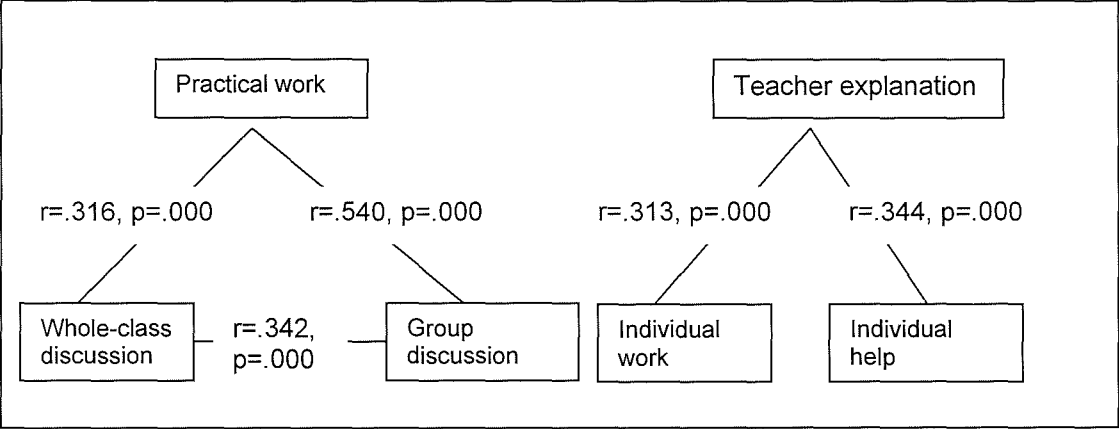 Practical work
Teacher explanation
r=.316, p=.000
r=.540, p=.000
r=.313, p=.000
r=.344, p=.000
Whole-class
discussion
r=.342,
p=.000
Group
discussion
Individual
work
Individual
help